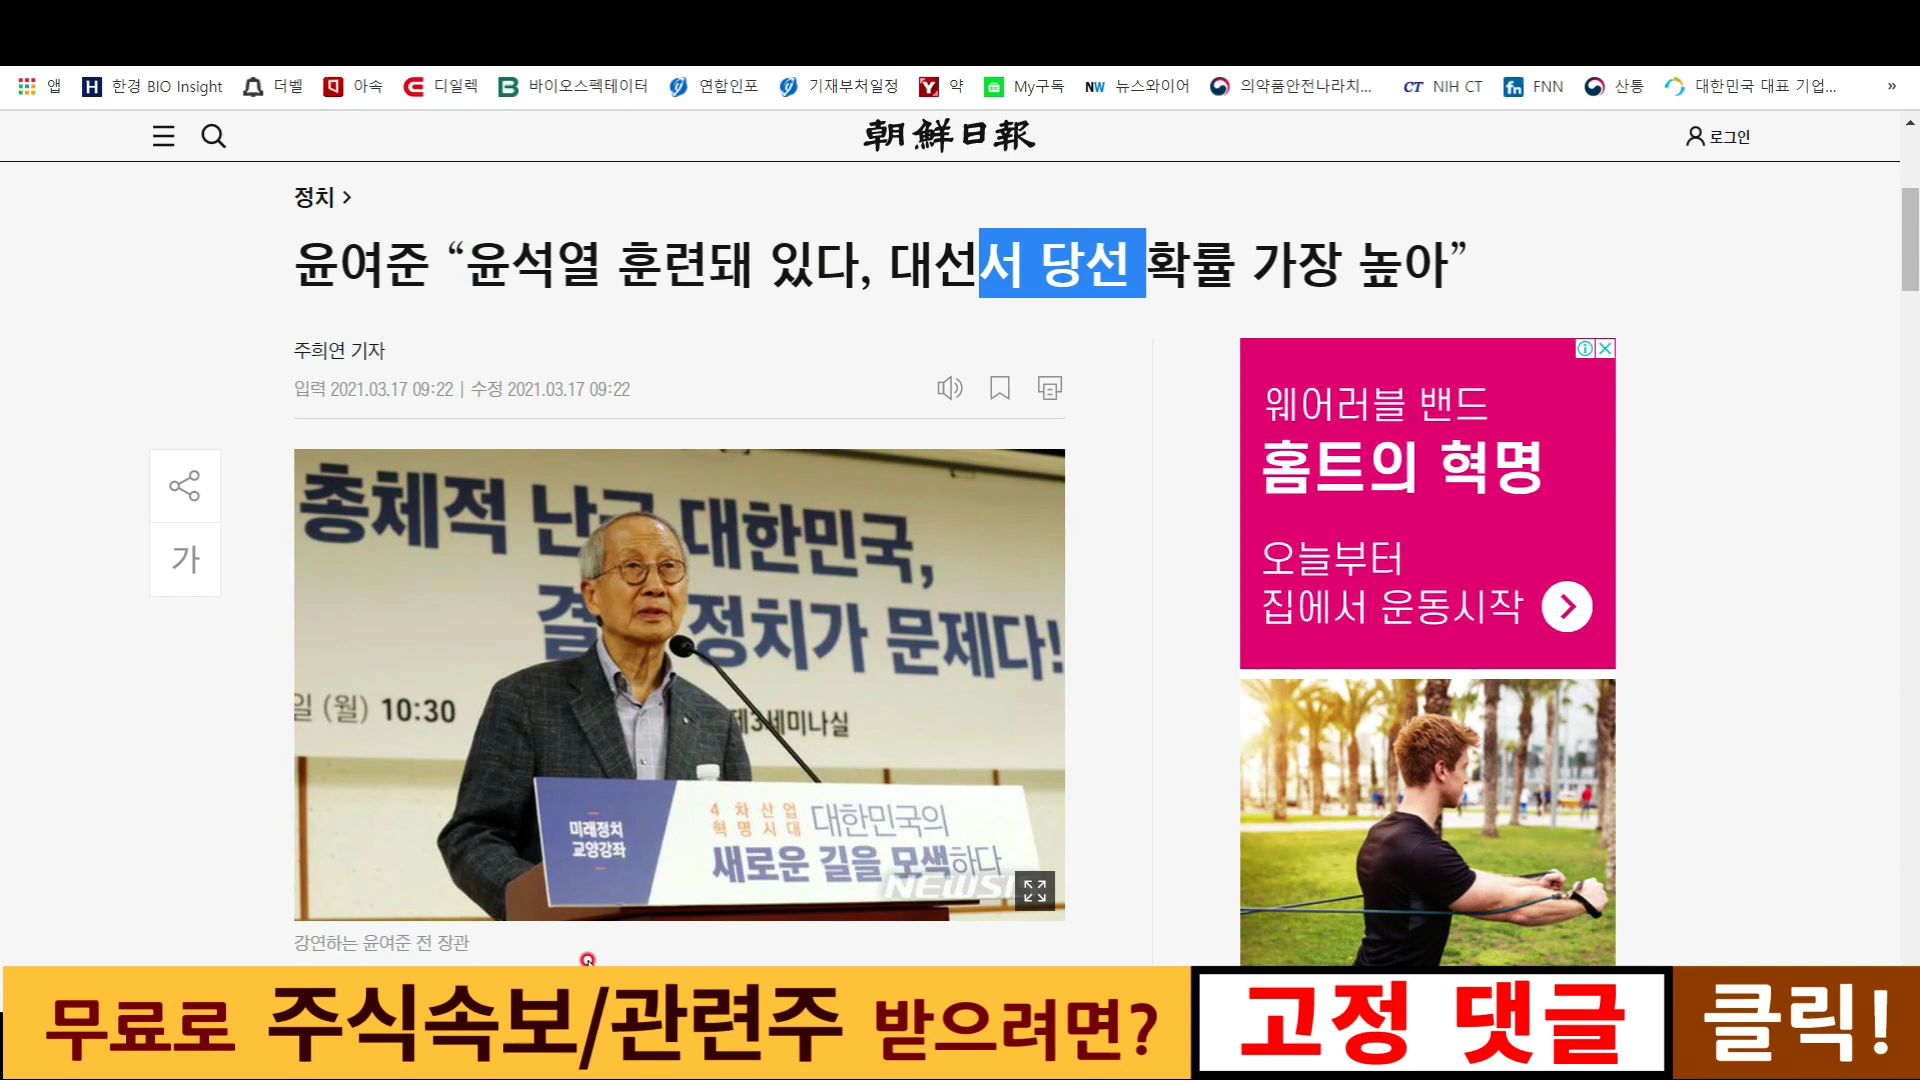 앱 한경 BIO Insight 더벨 아속 디일렉 바이오스펙테이터 연합인포 기재부처일정 약 My구독 뉴스와이어 의약품안전나라치... NIH CT FNN 산통 대한민국 대표 기업... »
朝鮮日報
로그인
정치 >
윤여준 “윤석열 훈련돼 있다, 대선서 당선 확률 가장 높아”
주희연 기자
입력 2021.03.17 09:22 | 수정 2021.03.17 09:22
가
총체적 난국 대한민국,
정치가 문제다!
일 (월) 10:30
제3세미나실
미래정치
교양강좌
4차 산업
혁명시대
대한민국의
새로운 길을 모색하다
NEWSI
강연하는 윤여준 전 장관
웨어러블 밴드
홈트의 혁명
오늘부터
집에서 운동시작
무료로 주식속보/관련주 받으려면? 고정 댓글 클릭!